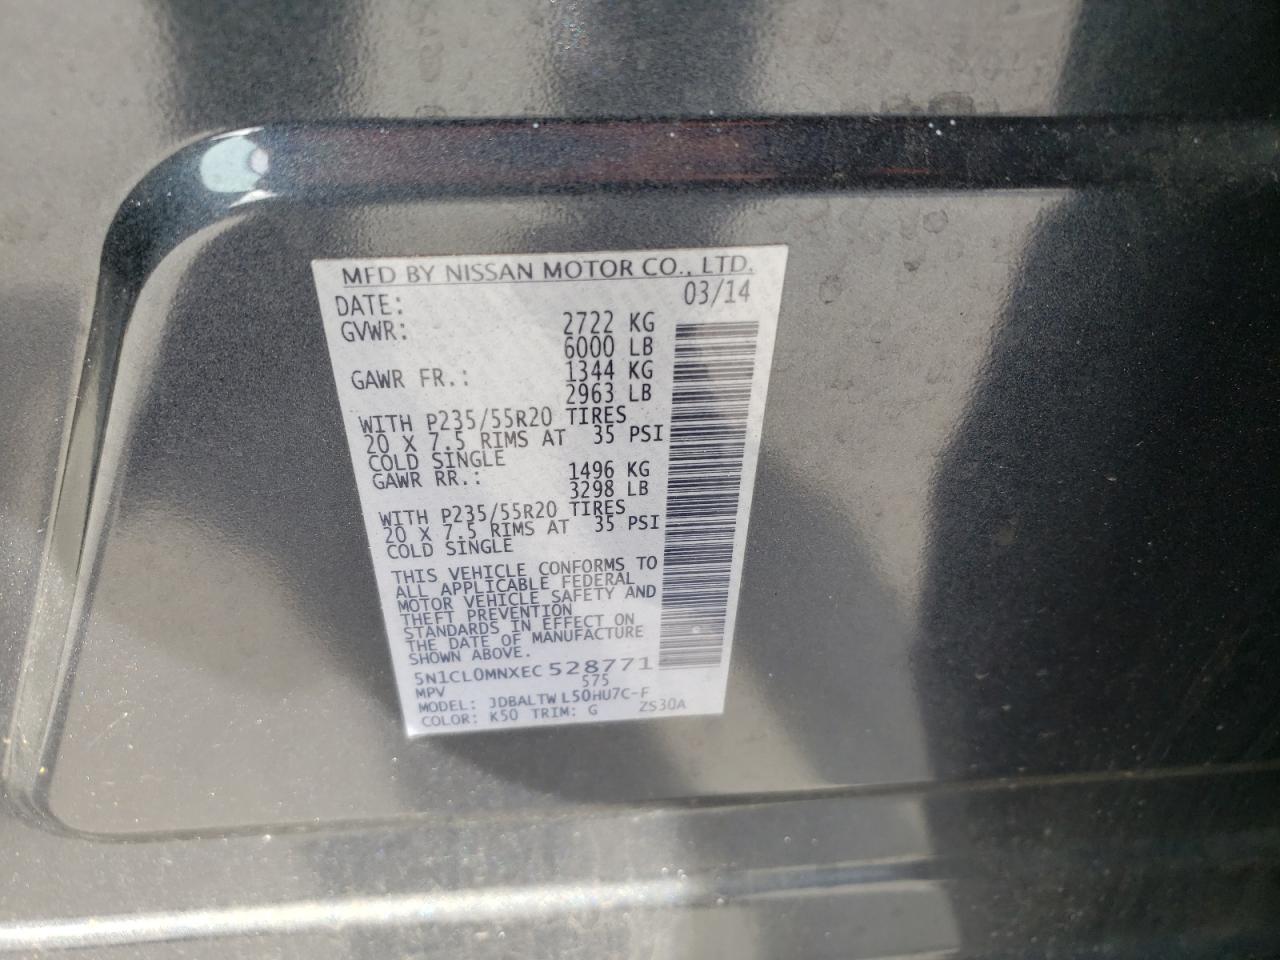 MFD BY NISSAN MOTOR CO., LTD.
DATE: 03/14
GVWR: 2722 KG
6000 LB
GAWR FR.: 1344 KG
2963 LB
WITH P235/55R20 TIRES
20 X 7.5 RIMS AT 35 PSI
COLD SINGLE
GAWR RR.: 1496 KG
3298 LB
WITH P235/55R20 TIRES
20 X 7.5 RIMS AT 35 PSI
COLD SINGLE
THIS VEHICLE CONFORMS TO
ALL APPLICABLE FEDERAL
MOTOR VEHICLE SAFETY AND
THEFT PREVENTION
STANDARDS IN EFFECT ON
THE DATE OF MANUFACTURE
SHOWN ABOVE.
5N1CL0MNXEC528771
MPV 575
MODEL: JDBALTWL50HU7C-F
COLOR: K50 TRIM: G ZS30A